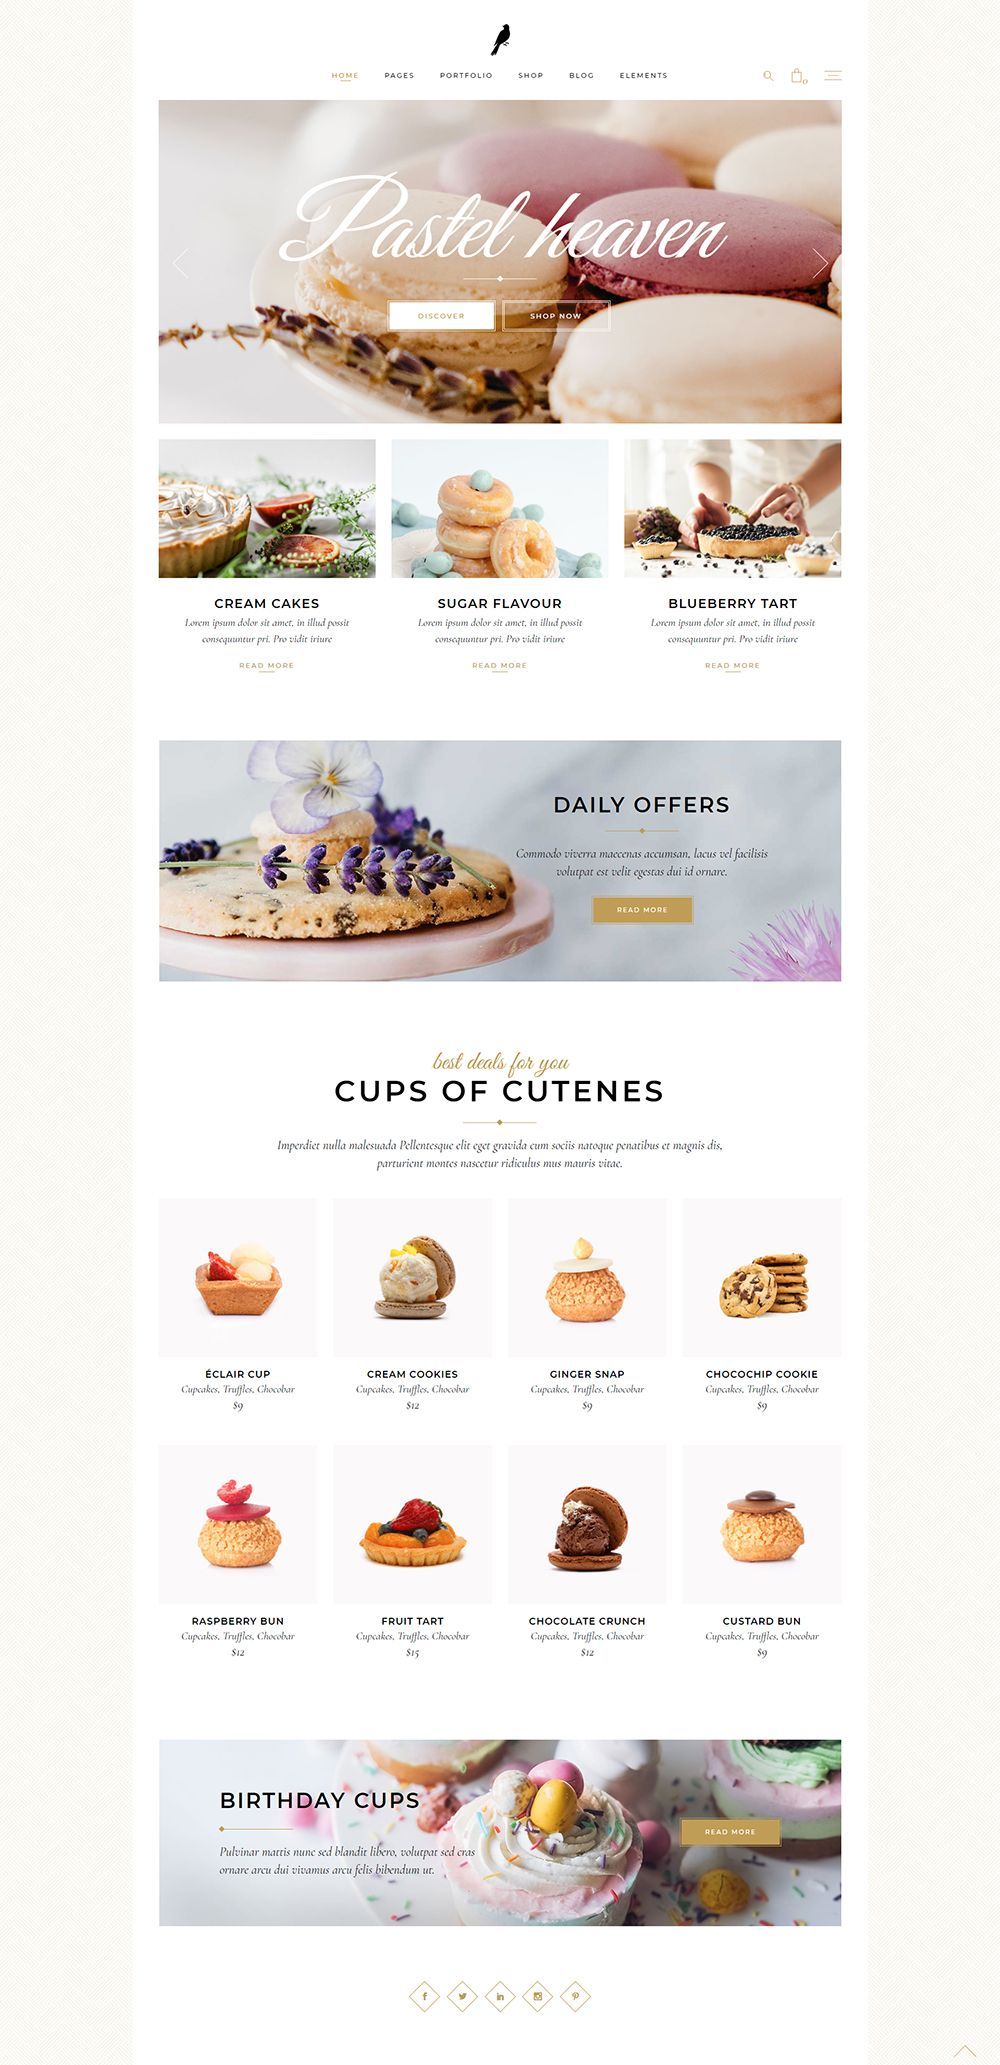 HOME PAGES PORTFOLIO SHOP BLOG ELEMENTS
0
Pastel heaven
DISCOVER SHOP NOW
CREAM CAKES
Lorem ipsum dolor sit amet, in illud possit
consequuntur pri. Pro vidit iriure
READ MORE
SUGAR FLAVOUR
Lorem ipsum dolor sit amet, in illud possit
consequuntur pri. Pro vidit iriure
READ MORE
BLUEBERRY TART
Lorem ipsum dolor sit amet, in illud possit
consequuntur pri. Pro vidit iriure
READ MORE
DAILY OFFERS
Commodo viverra maecenas accumsan, lacus vel facilisis
volutpat est velit egestas dui id ornare.
READ MORE
best deals for you
CUPS OF CUTENES
Imperdiet nulla malesuada Pellentesque elit eget gravida cum sociis natoque penatibus et magnis dis,
parturient montes nascetur ridiculus mus mauris vitae.
ÉCLAIR CUP
Cupcakes, Truffles, Chocobar
$9
CREAM COOKIES
Cupcakes, Truffles, Chocobar
$12
GINGER SNAP
Cupcakes, Truffles, Chocobar
$9
CHOCOCHIP COOKIE
Cupcakes, Truffles, Chocobar
$9
RASPBERRY BUN
Cupcakes, Truffles, Chocobar
$12
FRUIT TART
Cupcakes, Truffles, Chocobar
$15
CHOCOLATE CRUNCH
Cupcakes, Truffles, Chocobar
$12
CUSTARD BUN
Cupcakes, Truffles, Chocobar
$9
BIRTHDAY CUPS
Pulvinar mattis nunc sed blandit libero, volutpat sed cras
ornare arcu dui vivamus arcu felis bibendum ut.
READ MORE